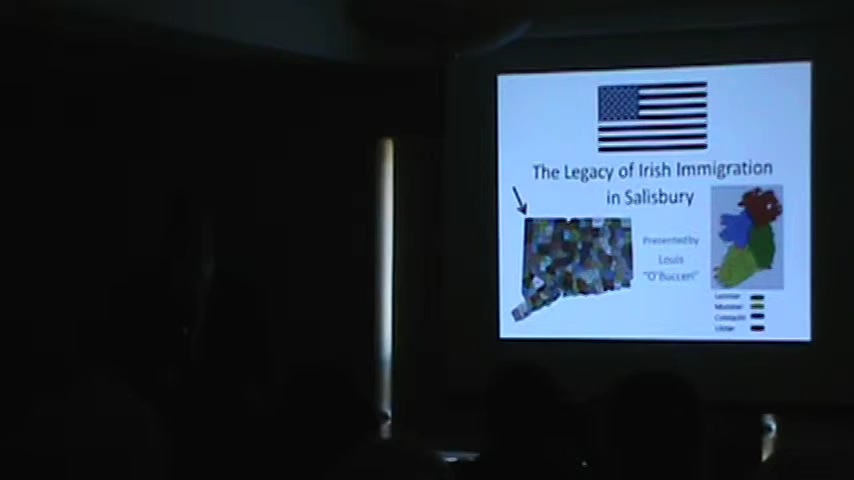 The Legacy of Irish Immigration
in Salisbury
Presented by
Louis
"O'Bucceri"
Leinster
Munster
Connacht
Ulster